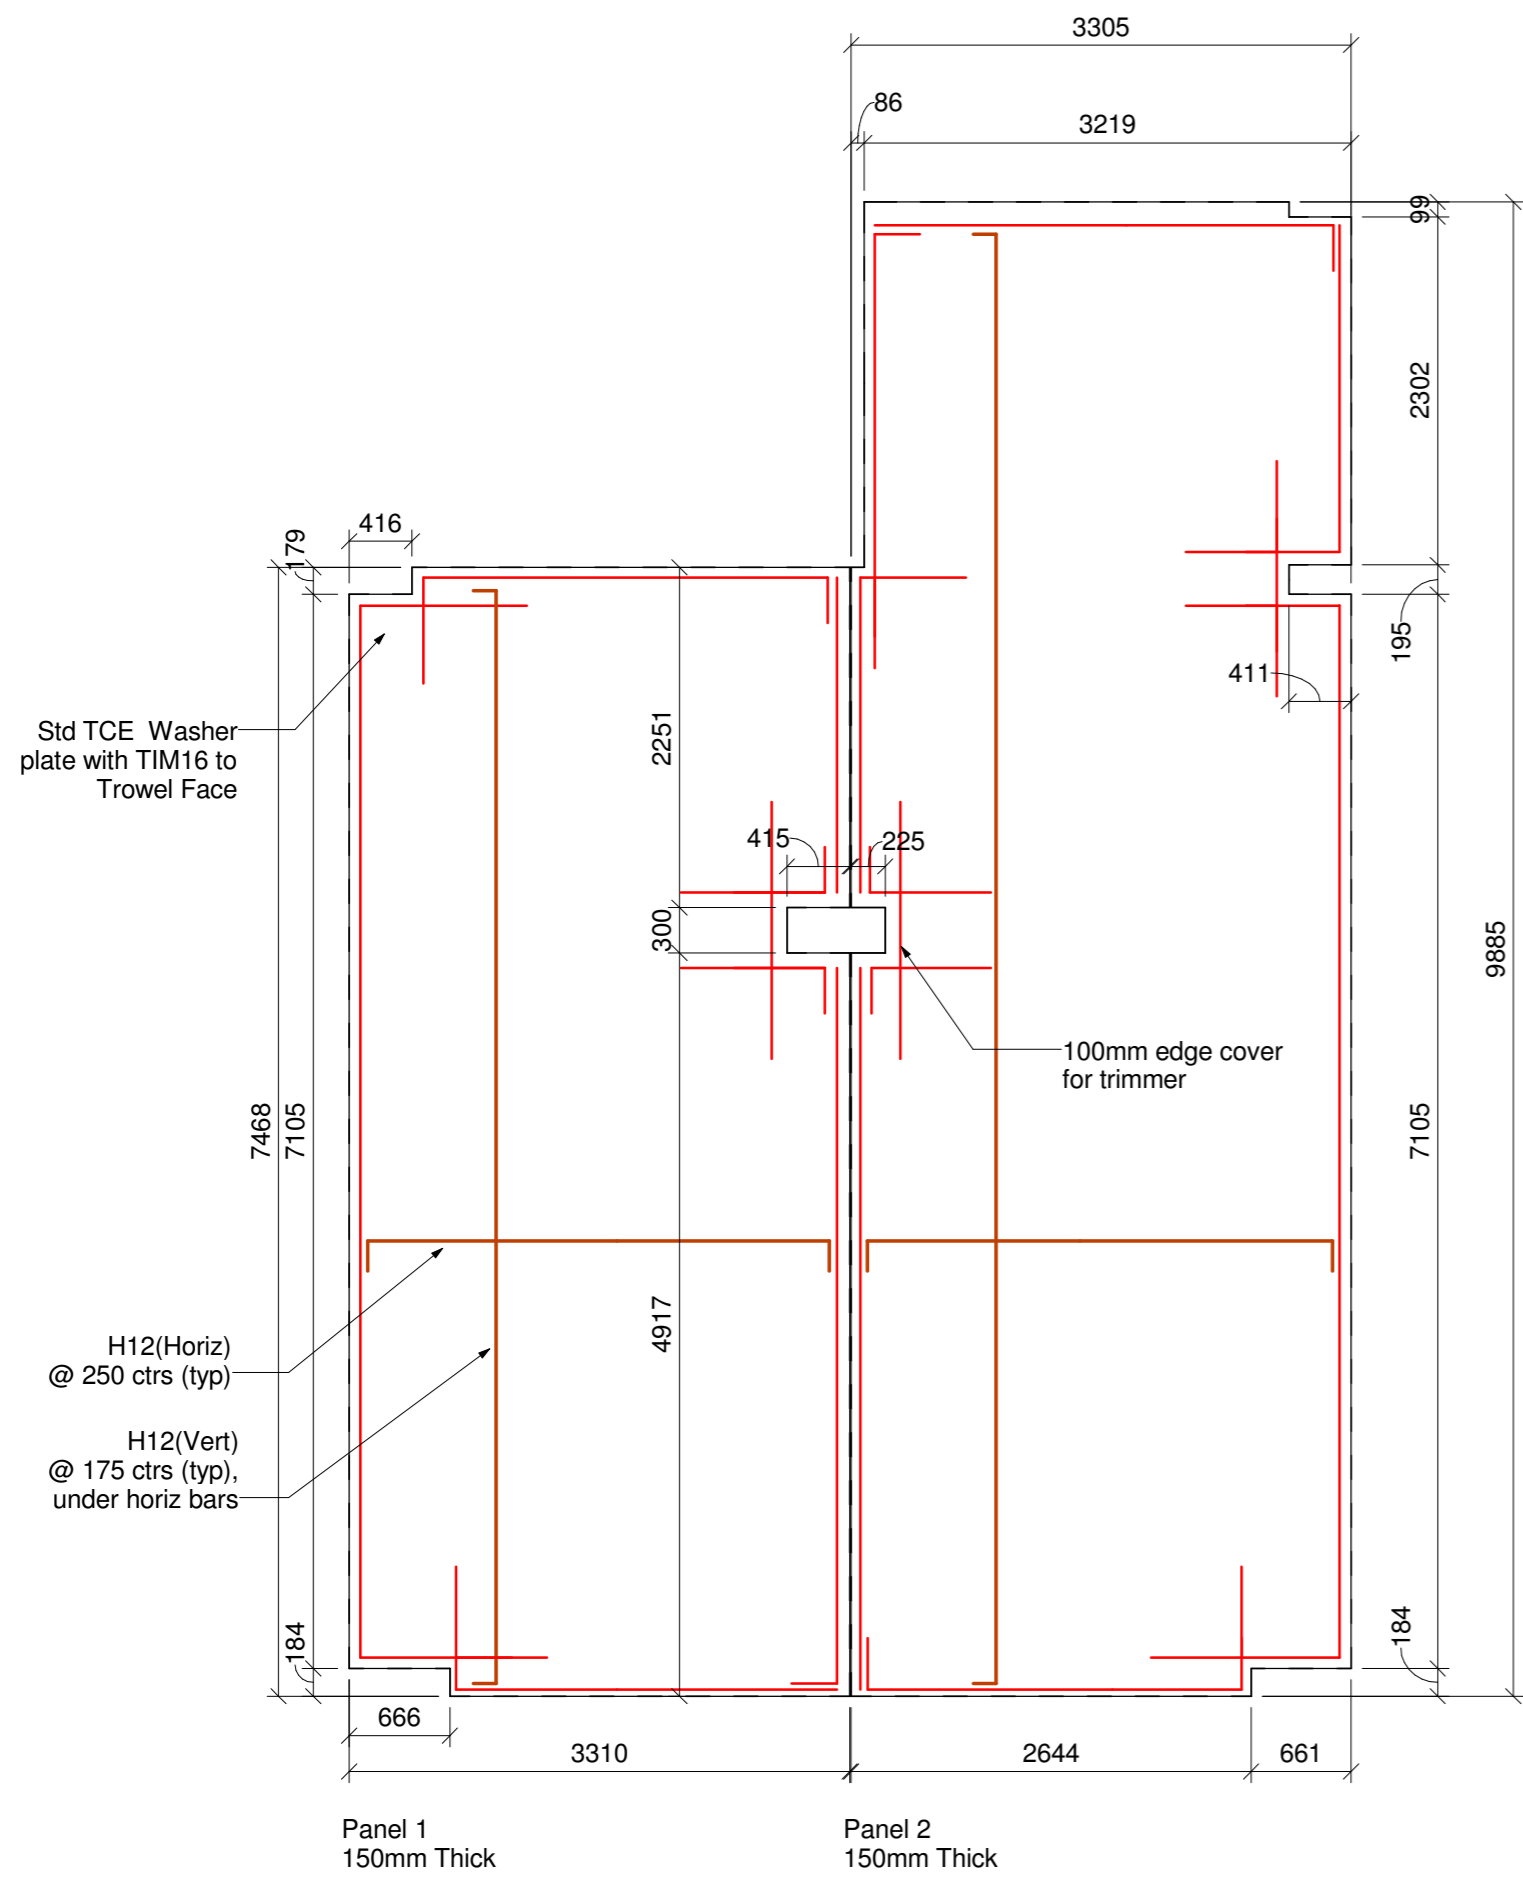 3305
86
3219
99
416
179
2302
195
411
Std TCE Washer
plate with TIM16 to
Trowel Face
2251
415
225
300
9885
100mm edge cover
for trimmer
7468
7105
7105
4917
H12(Horiz)
@ 250 ctrs (typ)
H12(Vert)
@ 175 ctrs (typ),
under horiz bars
184
184
666
3310
2644
661
Panel 1
150mm Thick
Panel 2
150mm Thick